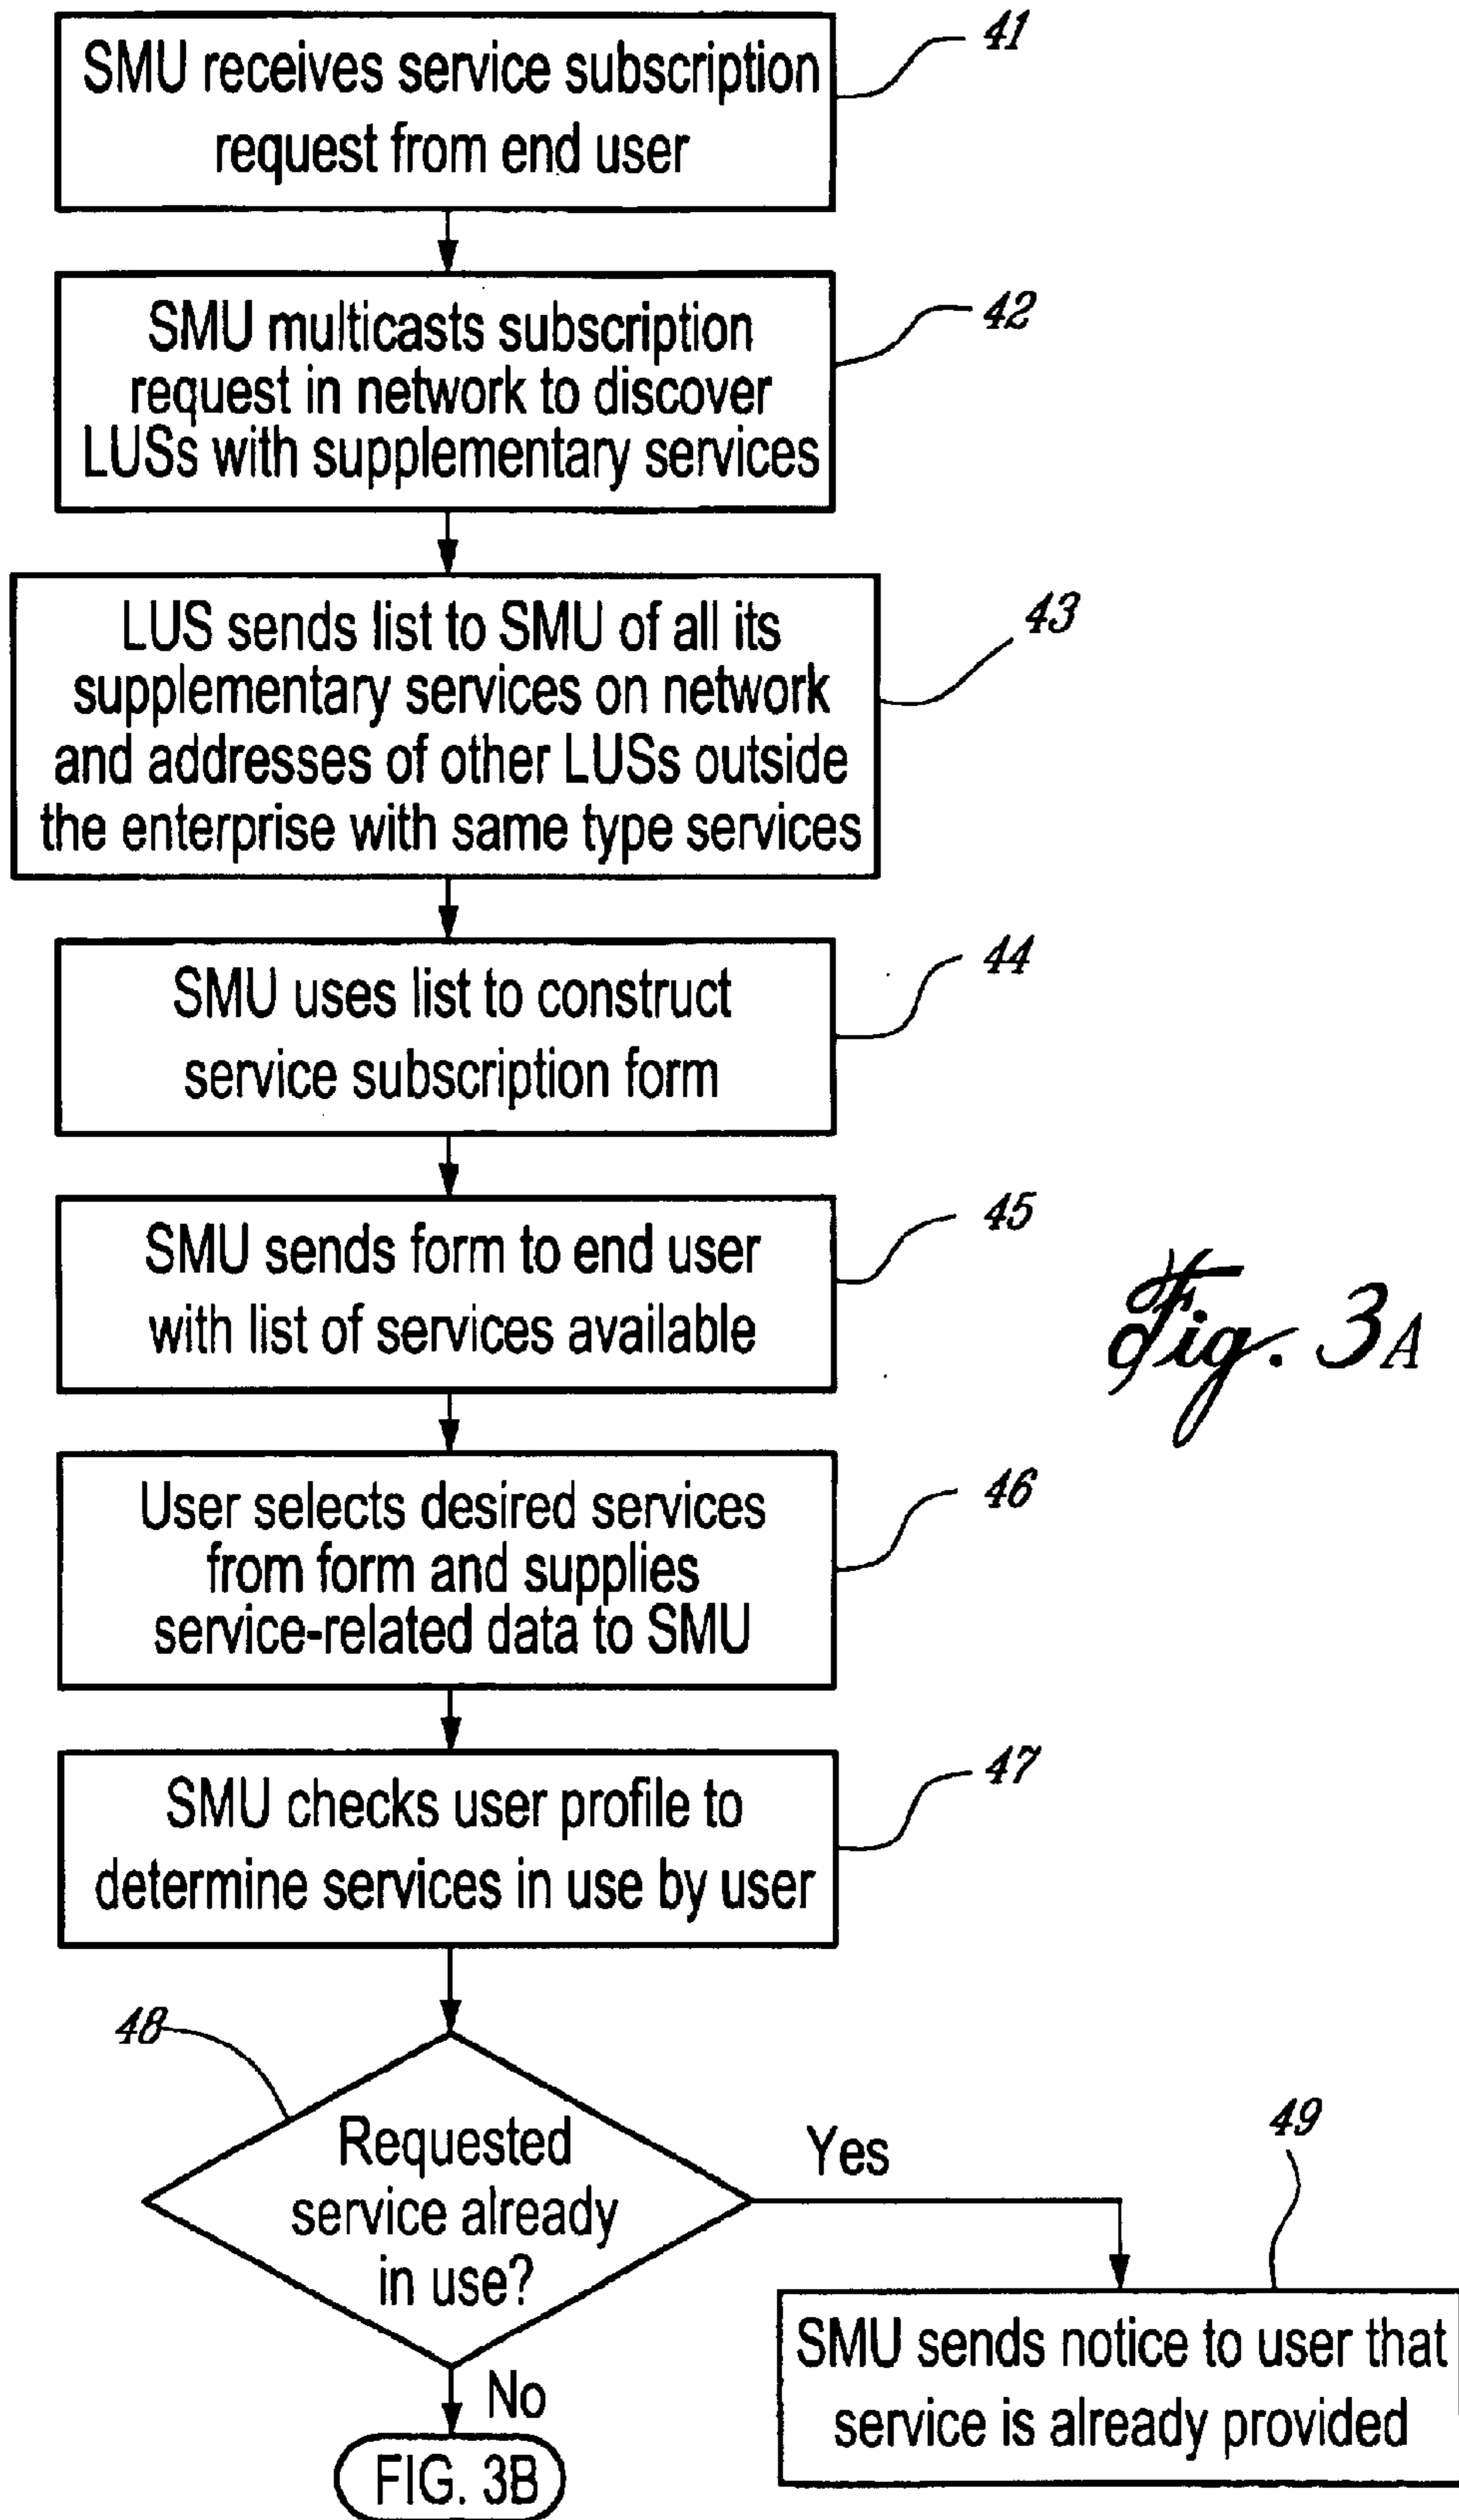 41
SMU receives service subscription
request from end user
42
SMU multicasts subscription
request in network to discover
LUSs with supplementary services
43
LUS sends list to SMU of all its
supplementary services on network
and addresses of other LUSs outside
the enterprise with same type services
44
SMU uses list to construct
service subscription form
45
SMU sends form to end user
with list of services available
Fig. 3A
46
User selects desired services
from form and supplies
service-related data to SMU
47
SMU checks user profile to
determine services in use by user
48
Requested
service already
in use?
Yes
49
SMU sends notice to user that
service is already provided
No
FIG. 3B